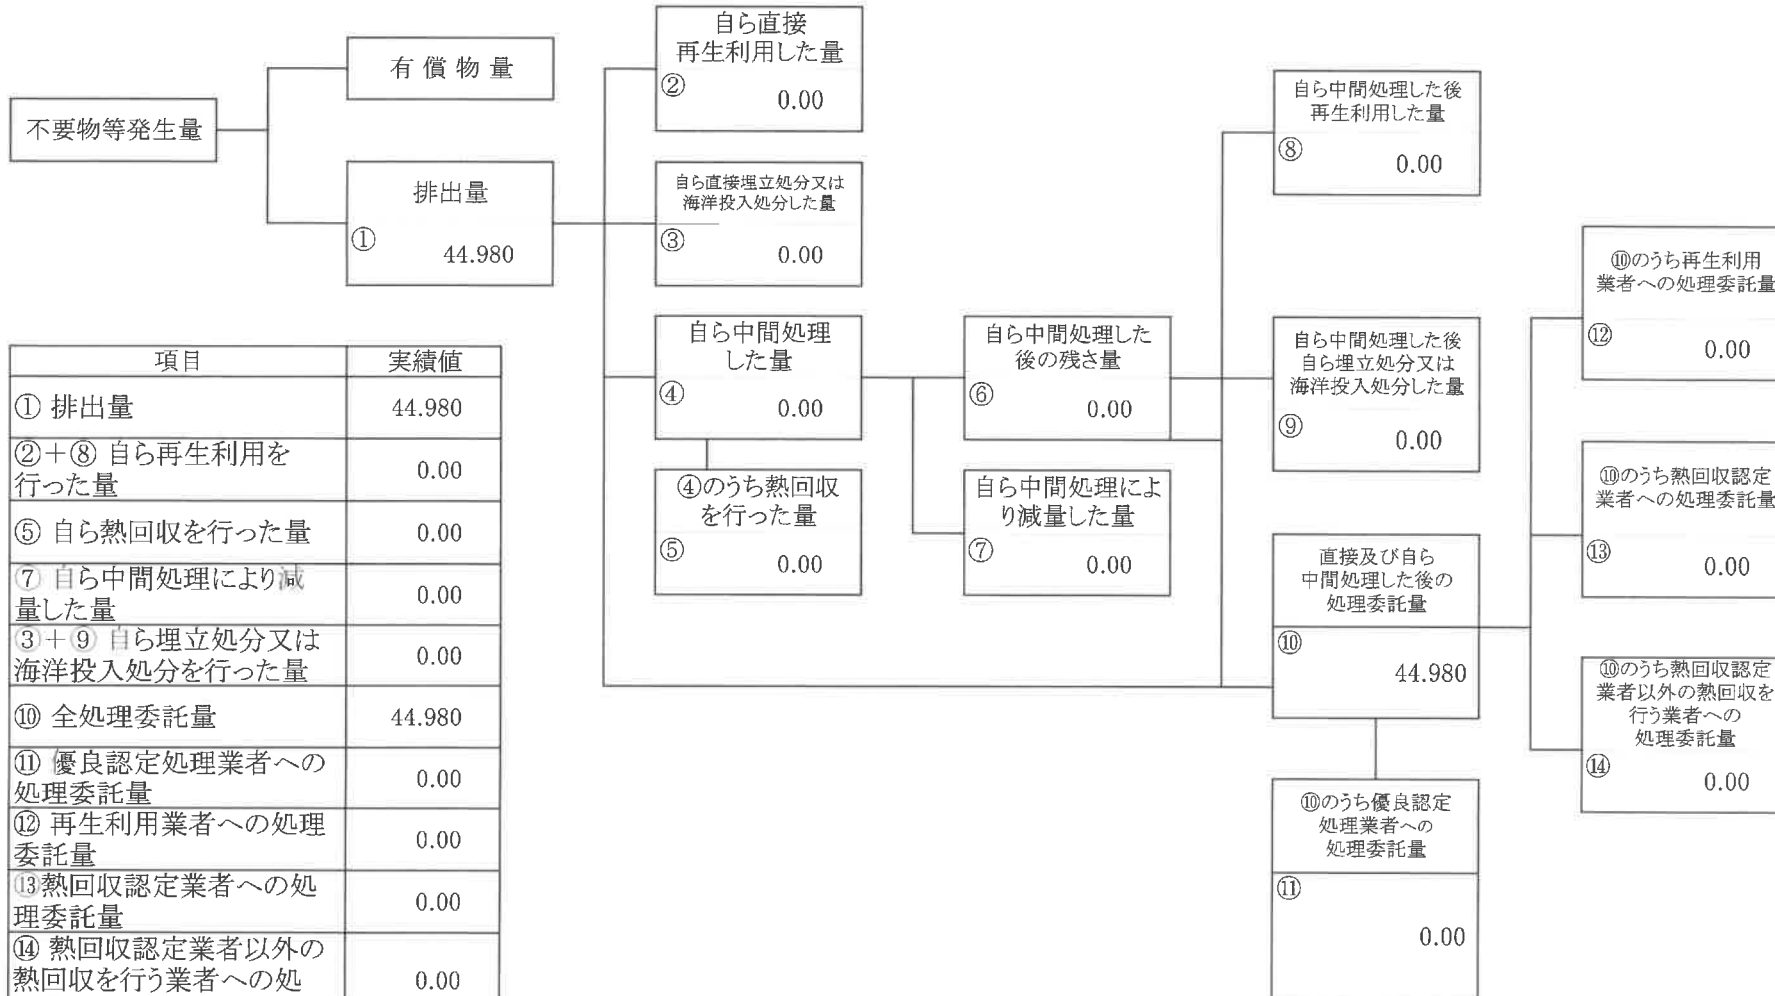 不要物等発生量
有償物量
排出量
①
44.980
自ら直接
再生利用した量
②
0.00
自ら直接埋立処分又は
海洋投入処分した量
③
0.00
自ら中間処理
した量
④
0.00
④のうち熱回収
を行った量
⑤
0.00
自ら中間処理した
後の残さ量
⑥
0.00
自ら中間処理によ
り減量した量
⑦
0.00
自ら中間処理した後
再生利用した量
⑧
0.00
自ら中間処理した後
自ら埋立処分又は
海洋投入処分した量
⑨
0.00
直接及び自ら
中間処理した後の
処理委託量
⑩
44.980
⑩のうち優良認定
処理業者への
処理委託量
⑪
0.00
⑩のうち再生利用
業者への処理委託量
⑫
0.00
⑩のうち熱回収認定
業者への処理委託量
⑬
0.00
⑩のうち熱回収認定
業者以外の熱回収を
行う業者への
処理委託量
⑭
0.00
項目 実績値
① 排出量 44.980
②+⑧ 自ら再生利用を
行った量 0.00
⑤ 自ら熱回収を行った量 0.00
⑦ 自ら中間処理により減
量した量 0.00
③+⑨ 自ら埋立処分又は
海洋投入処分を行った量 0.00
⑩ 全処理委託量 44.980
⑪ 優良認定処理業者への
処理委託量 0.00
⑫ 再生利用業者への処理
委託量 0.00
⑬熱回収認定業者への処
理委託量 0.00
⑭ 熱回収認定業者以外の
熱回収を行う業者への処 0.00